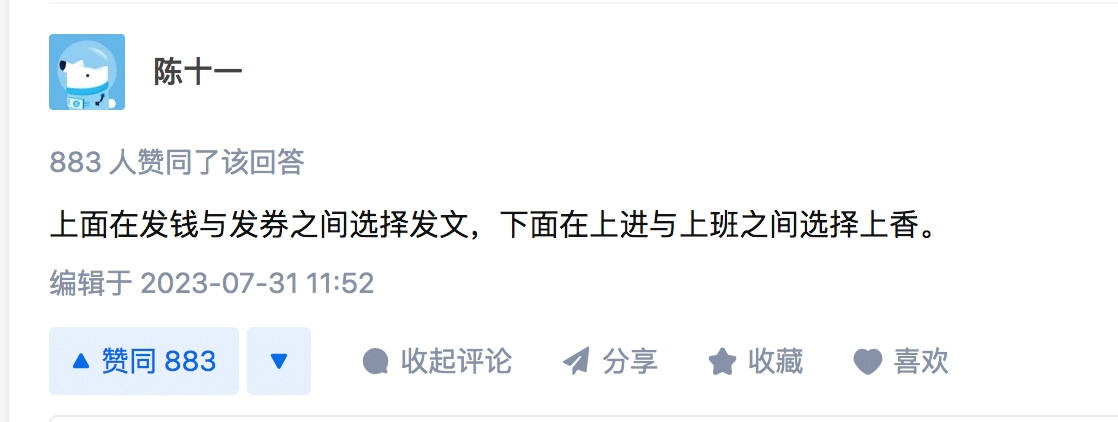 陈十一
883 人赞同了该回答
上面在发钱与发券之间选择发文，下面在上进与上班之间选择上香。
编辑于 2023-07-31 11:52
赞同 883 收起评论 分享 收藏 喜欢